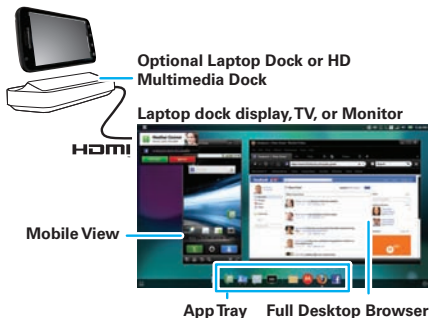 Optional Laptop Dock or HD
Multimedia Dock
Laptop dock display, TV, or Monitor
HDMI
Mobile View
App Tray
Full Desktop Browser